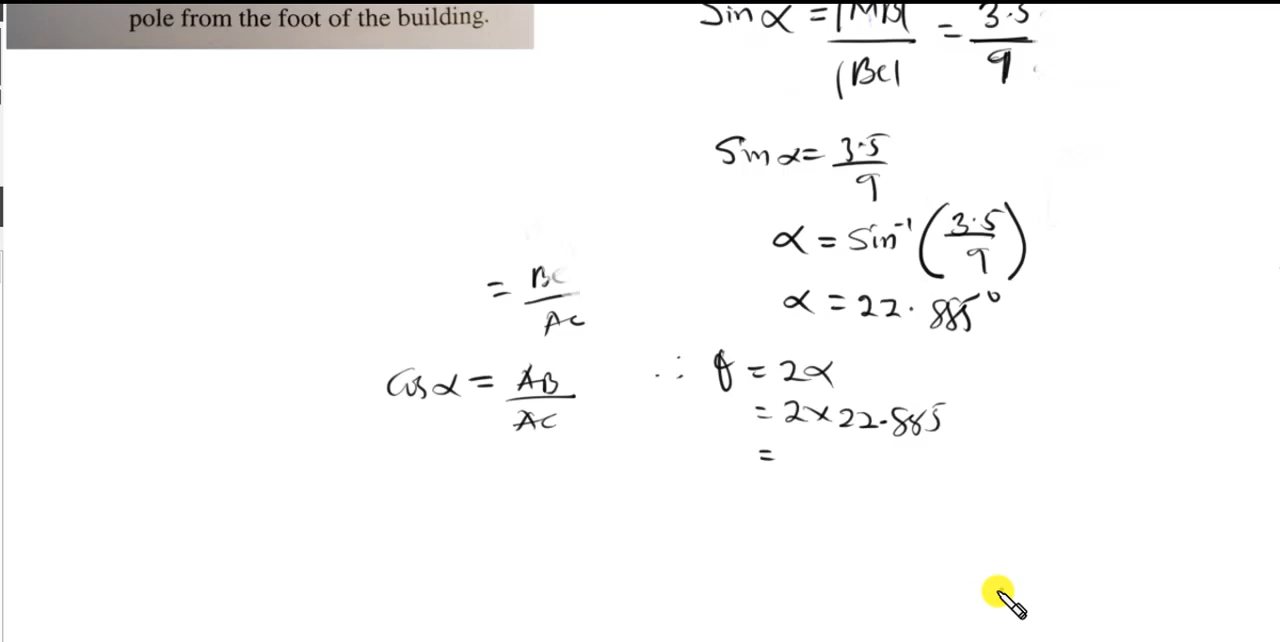 pole from the foot of the building.
Sin α = |MB| / |BC| = 3.5 / 9
Sin α = 3.5 / 9
α = Sin⁻¹ (3.5 / 9)
α = 22.885°
= BC / AC
Cos α = AB / AC
∴ θ = 2α
= 2 × 22.885
=